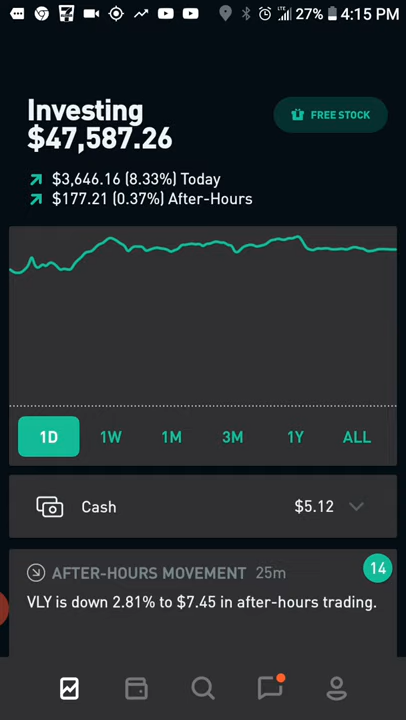 LTE 27% 4:15 PM
Investing
$47,587.26
FREE STOCK
$3,646.16 (8.33%) Today
$177.21 (0.37%) After-Hours
1D 1W 1M 3M 1Y ALL
Cash $5.12
AFTER-HOURS MOVEMENT 25m
14
VLY is down 2.81% to $7.45 in after-hours trading.